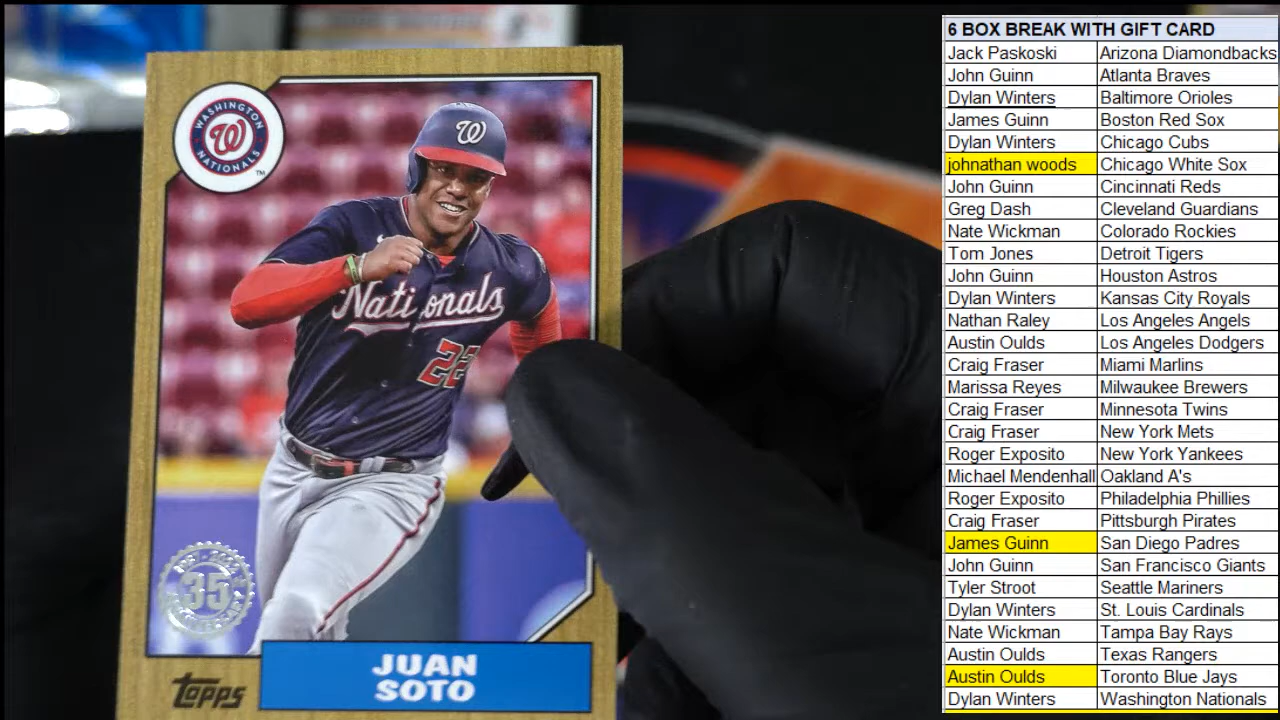 WASHINGTON
W
NATIONALS
TM
W
Nationals
22
35
TOPPS
JUAN
SOTO
6 BOX BREAK WITH GIFT CARD
Jack Paskoski Arizona Diamondbacks
John Guinn Atlanta Braves
Dylan Winters Baltimore Orioles
James Guinn Boston Red Sox
Dylan Winters Chicago Cubs
johnathan woods Chicago White Sox
John Guinn Cincinnati Reds
Greg Dash Cleveland Guardians
Nate Wickman Colorado Rockies
Tom Jones Detroit Tigers
John Guinn Houston Astros
Dylan Winters Kansas City Royals
Nathan Raley Los Angeles Angels
Austin Oulds Los Angeles Dodgers
Craig Fraser Miami Marlins
Marissa Reyes Milwaukee Brewers
Craig Fraser Minnesota Twins
Craig Fraser New York Mets
Roger Exposito New York Yankees
Michael Mendenhall Oakland A's
Roger Exposito Philadelphia Phillies
Craig Fraser Pittsburgh Pirates
James Guinn San Diego Padres
John Guinn San Francisco Giants
Tyler Stroot Seattle Mariners
Dylan Winters St. Louis Cardinals
Nate Wickman Tampa Bay Rays
Austin Oulds Texas Rangers
Austin Oulds Toronto Blue Jays
Dylan Winters Washington Nationals